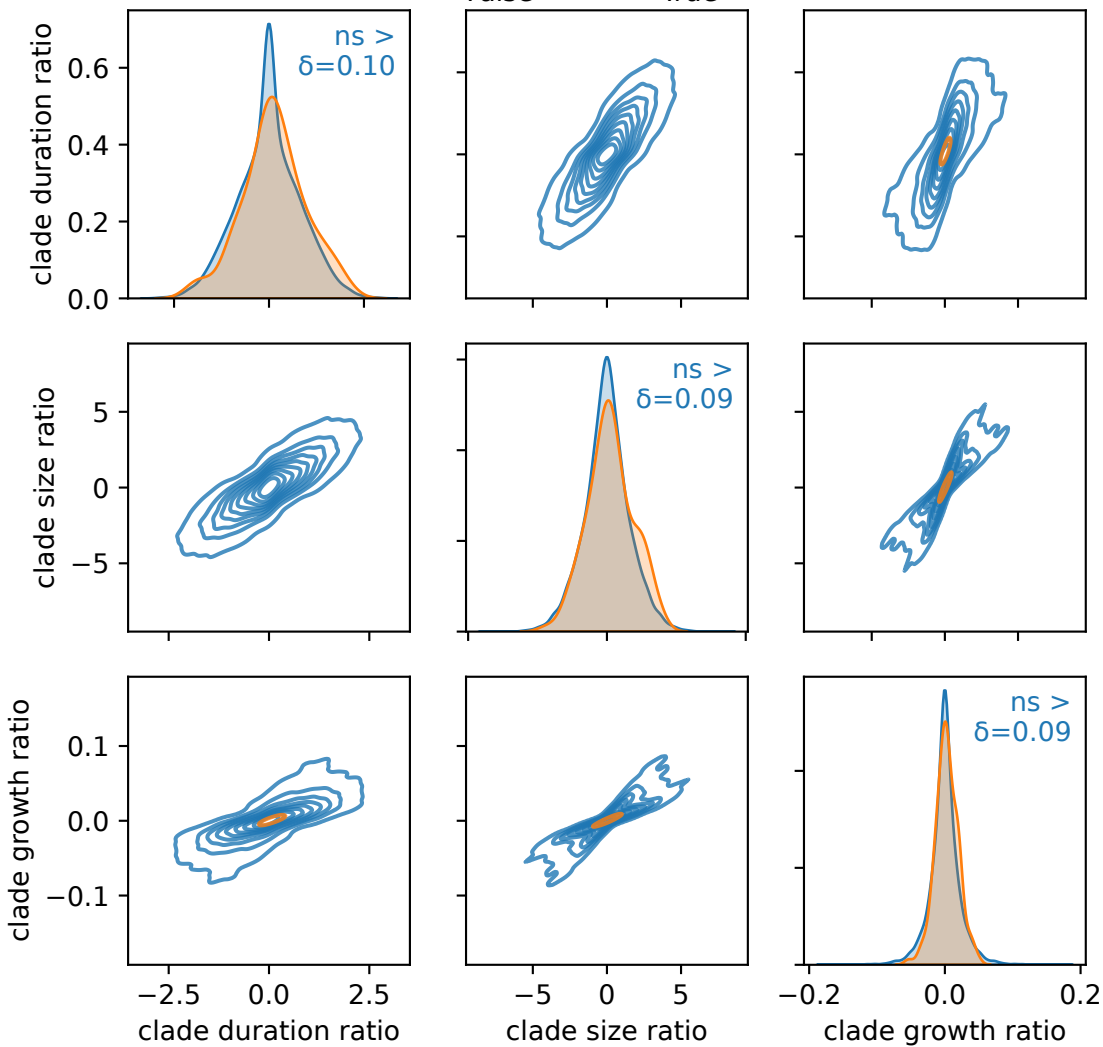 True
clade duration ratio
0.6
0.4
0.2
0.0
ns >
δ=0.10
clade size ratio
5
0
−5
ns >
δ=0.09
clade growth ratio
0.1
0.0
−0.1
ns >
δ=0.09
−2.5 0.0 2.5
−5 0 5
−0.2 0.0 0.2
clade duration ratio
clade size ratio
clade growth ratio